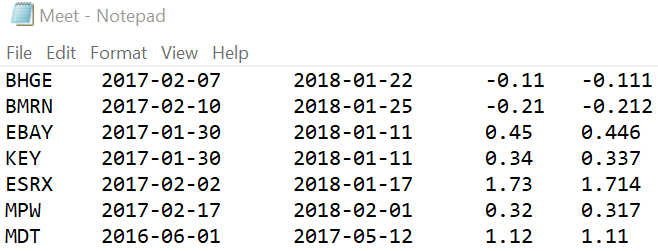 Meet - Notepad
File Edit Format View Help
BHGE 2017-02-07 2018-01-22 -0.11 -0.111
BMRN 2017-02-10 2018-01-25 -0.21 -0.212
EBAY 2017-01-30 2018-01-11 0.45 0.446
KEY 2017-01-30 2018-01-11 0.34 0.337
ESRX 2017-02-02 2018-01-17 1.73 1.714
MPW 2017-02-17 2018-02-01 0.32 0.317
MDT 2016-06-01 2017-05-12 1.12 1.11